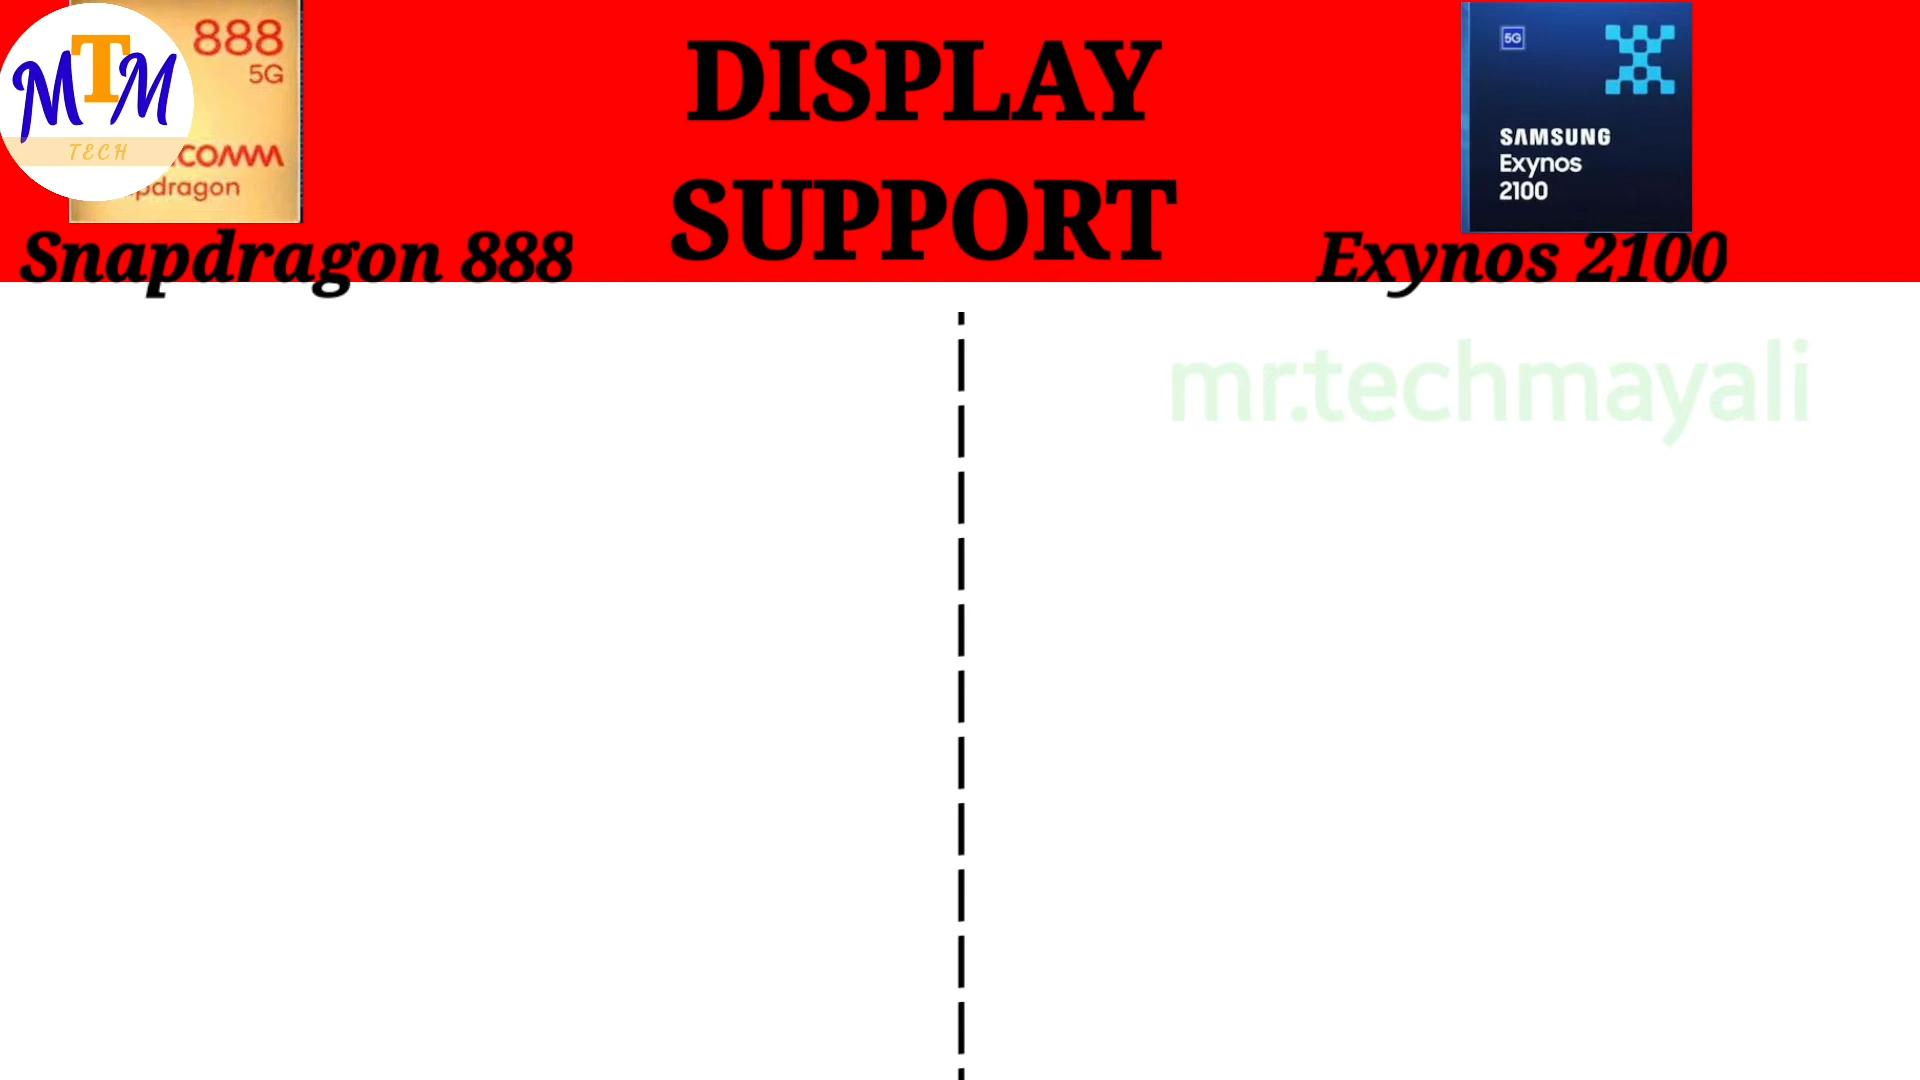 MTM
TECH
888
5G
COMM
pdragon
Snapdragon 888
DISPLAY
SUPPORT
5G
SAMSUNG
Exynos
2100
Exynos 2100
mr.techmayali